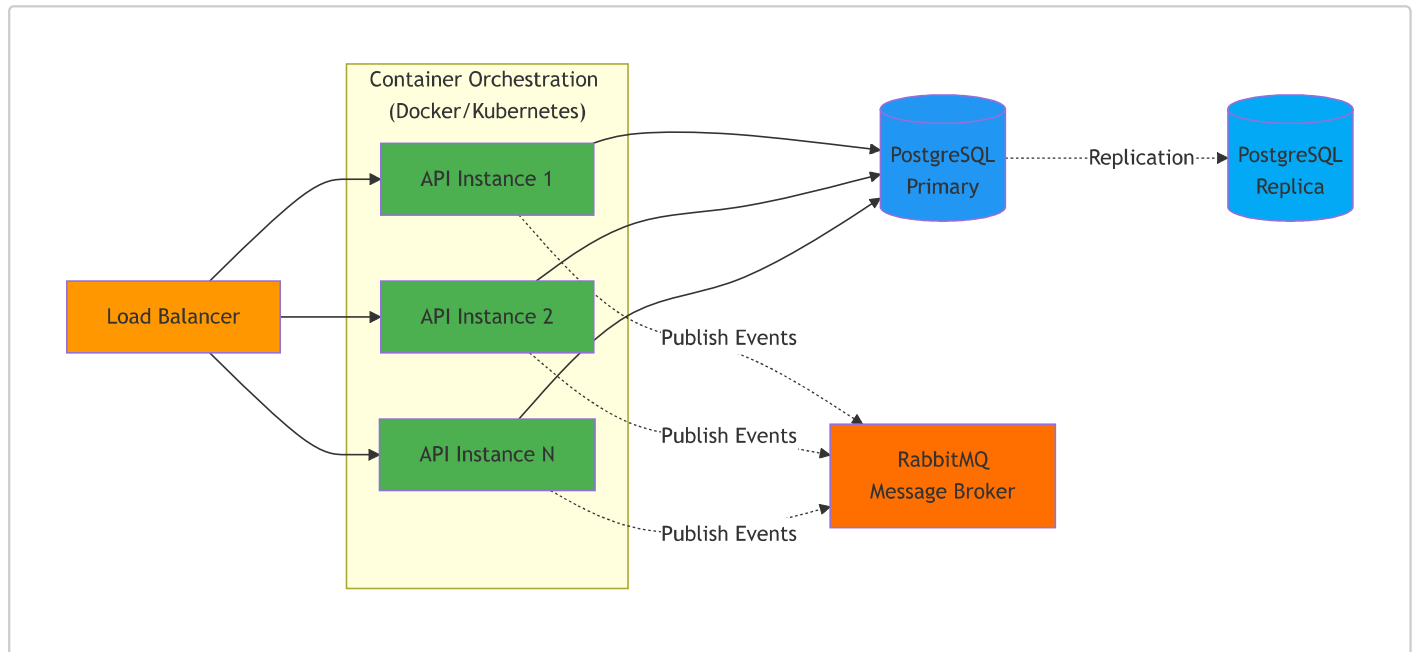 Container Orchestration
(Docker/Kubernetes)
API Instance 1
PostgreSQL
Primary
Replication
PostgreSQL
Replica
Load Balancer
API Instance 2
Publish Events
API Instance N
Publish Events
RabbitMQ
Message Broker
Publish Events